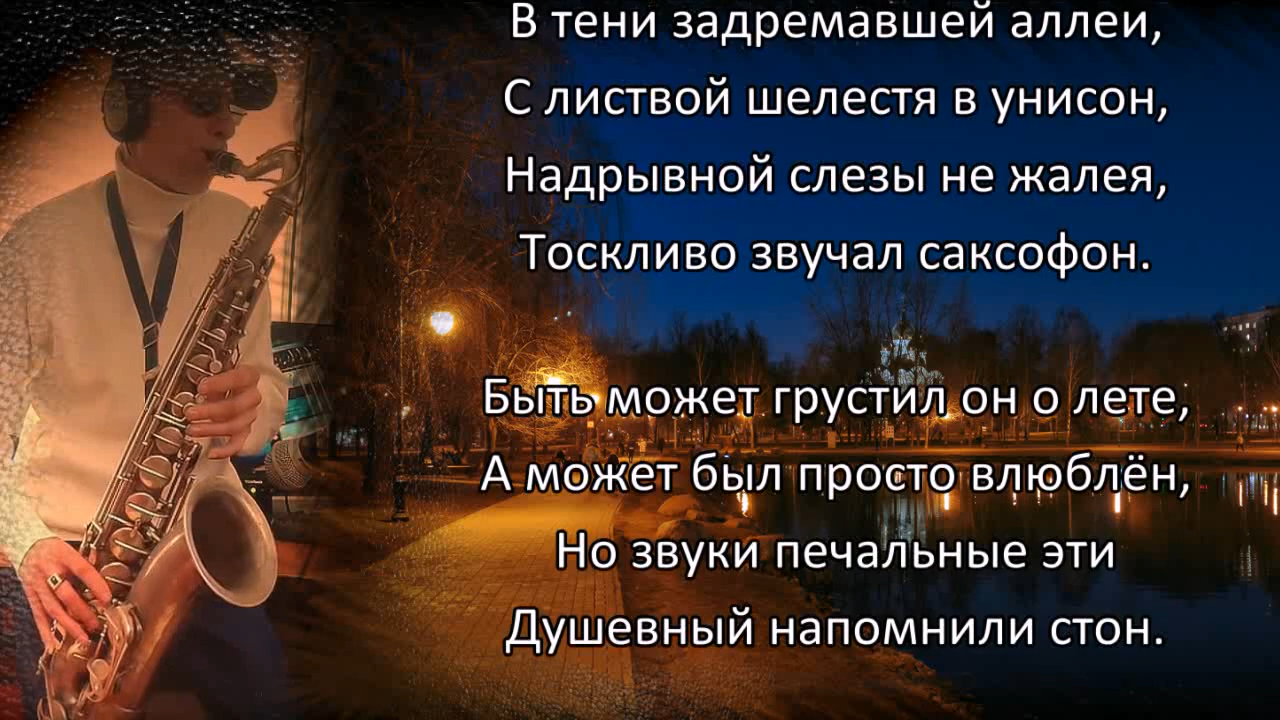 В тени задремавшей аллеи,
С листвой шелестя в унисон,
Надрывной слезы не жалея,
Тоскливо звучал саксофон.
Быть может грустил он о лете,
А может был просто влюблён,
Но звуки печальные эти
Душевный напомнили стон.